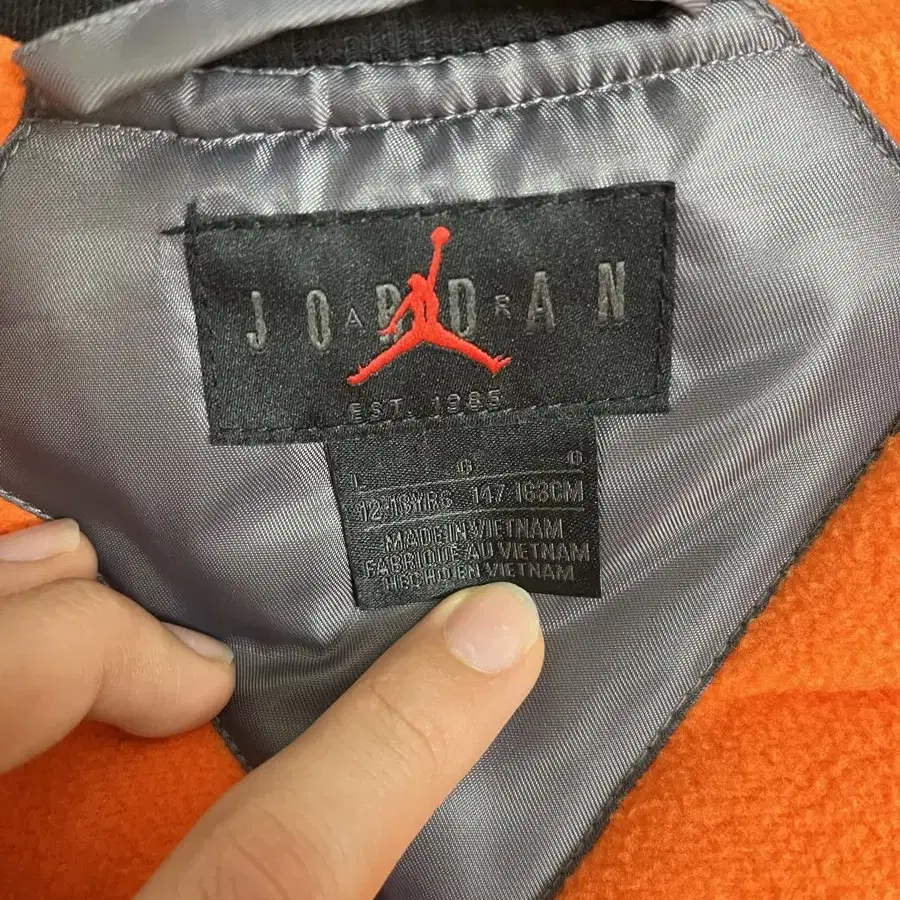 JORDAN
AIR
EST. 1985
L G G
12-13YRS 147-163CM
MADE IN VIETNAM
FABRIQUE AU VIETNAM
HECHO EN VIETNAM